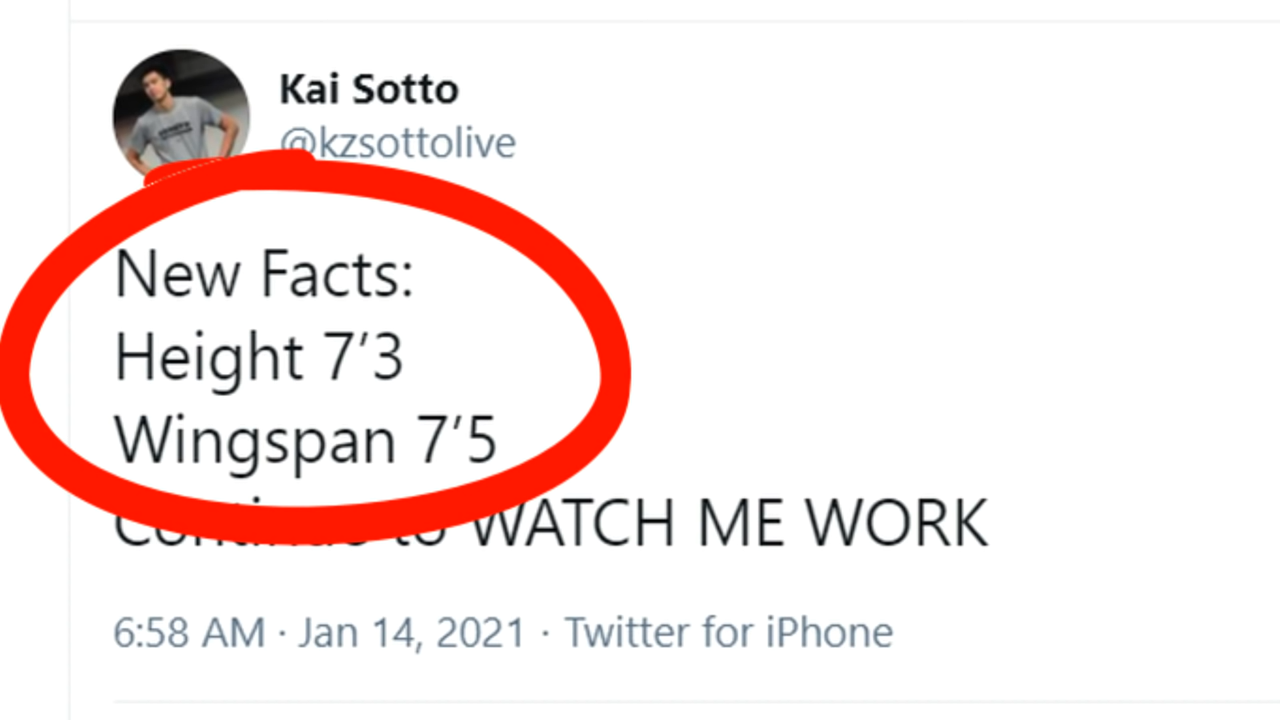 Kai Sotto
@kzsottolive
New Facts:
Height 7′3
Wingspan 7′5
Continue to WATCH ME WORK
6:58 AM · Jan 14, 2021 · Twitter for iPhone